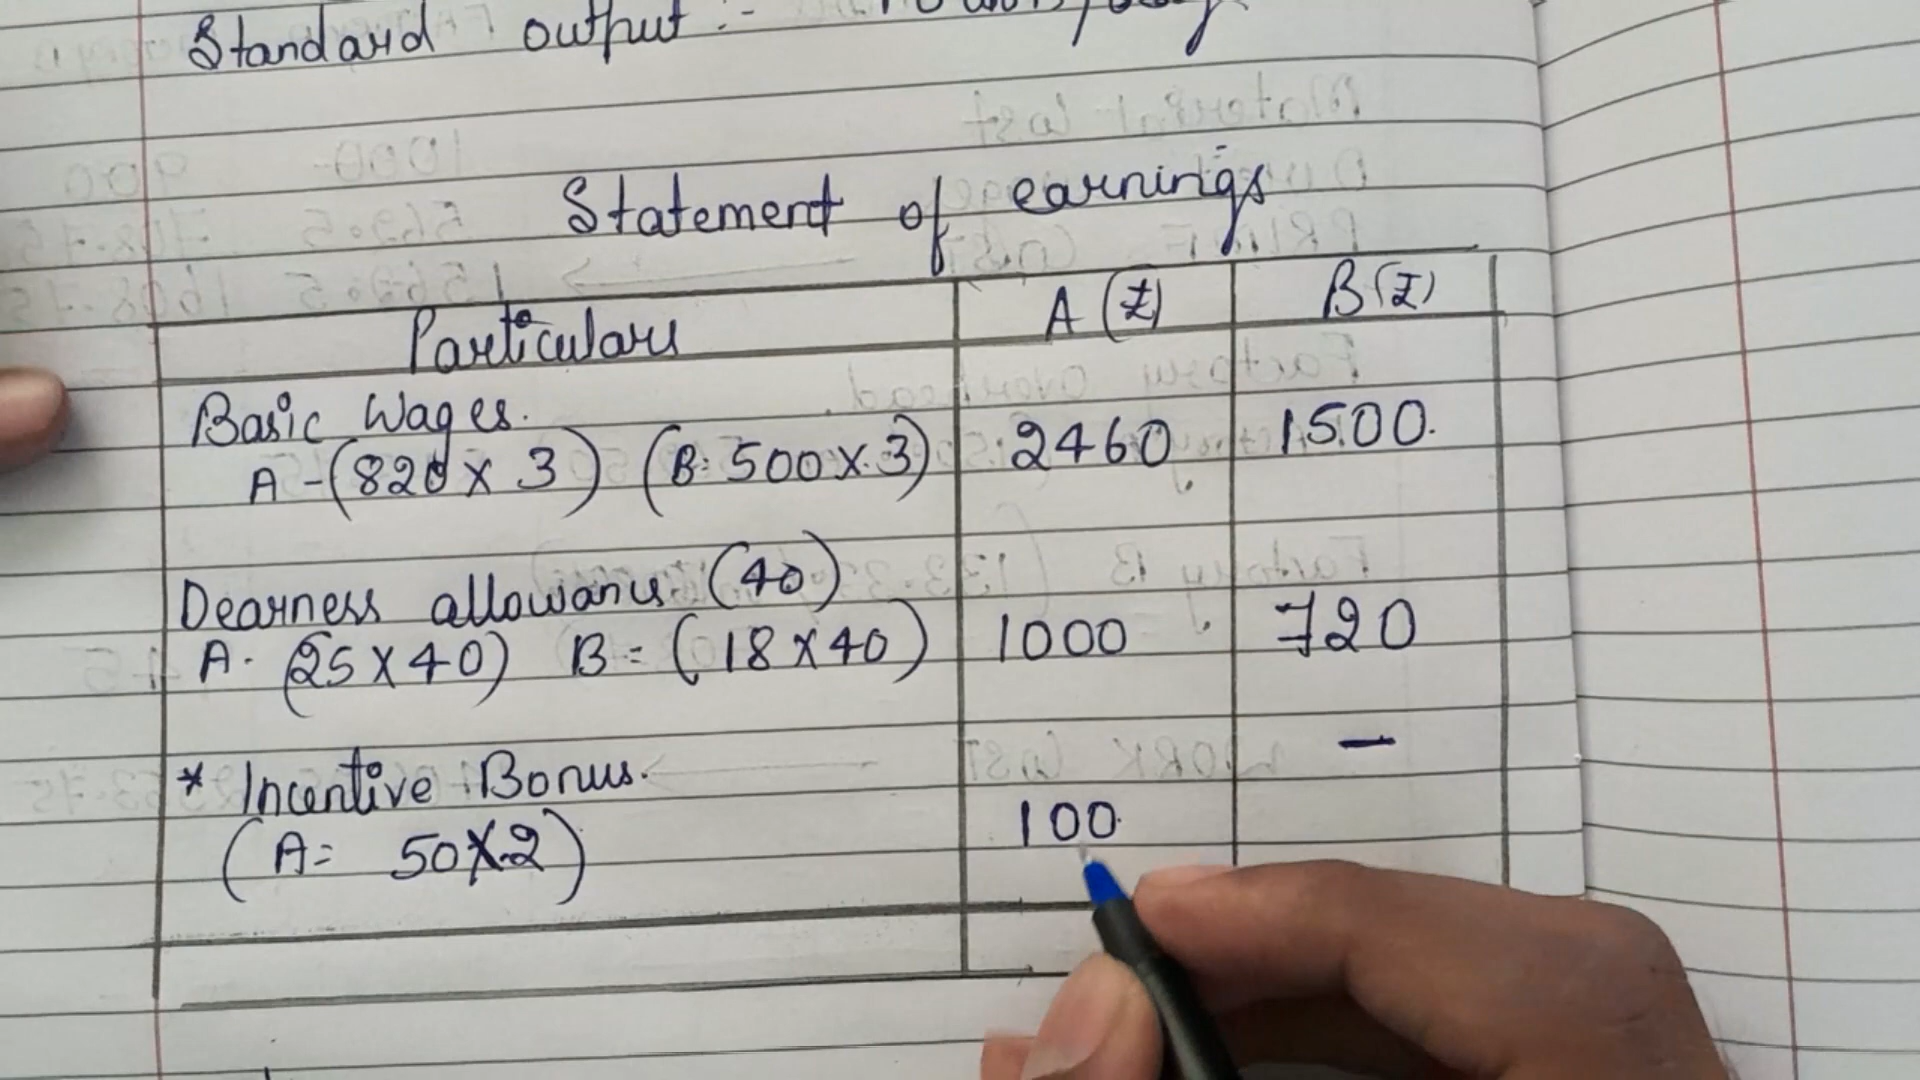 Standard output :-
Statement of earnings
Particulars A (₹) B (₹)
Basic Wages.
A - (820 x 3) (B: 500 x 3) 2460 1500.
Dearness allowance (40)
A. (25 x 40) B = (18 x 40) 1000 720
* Incentive Bonus. —
(A = 50 x 2) 100